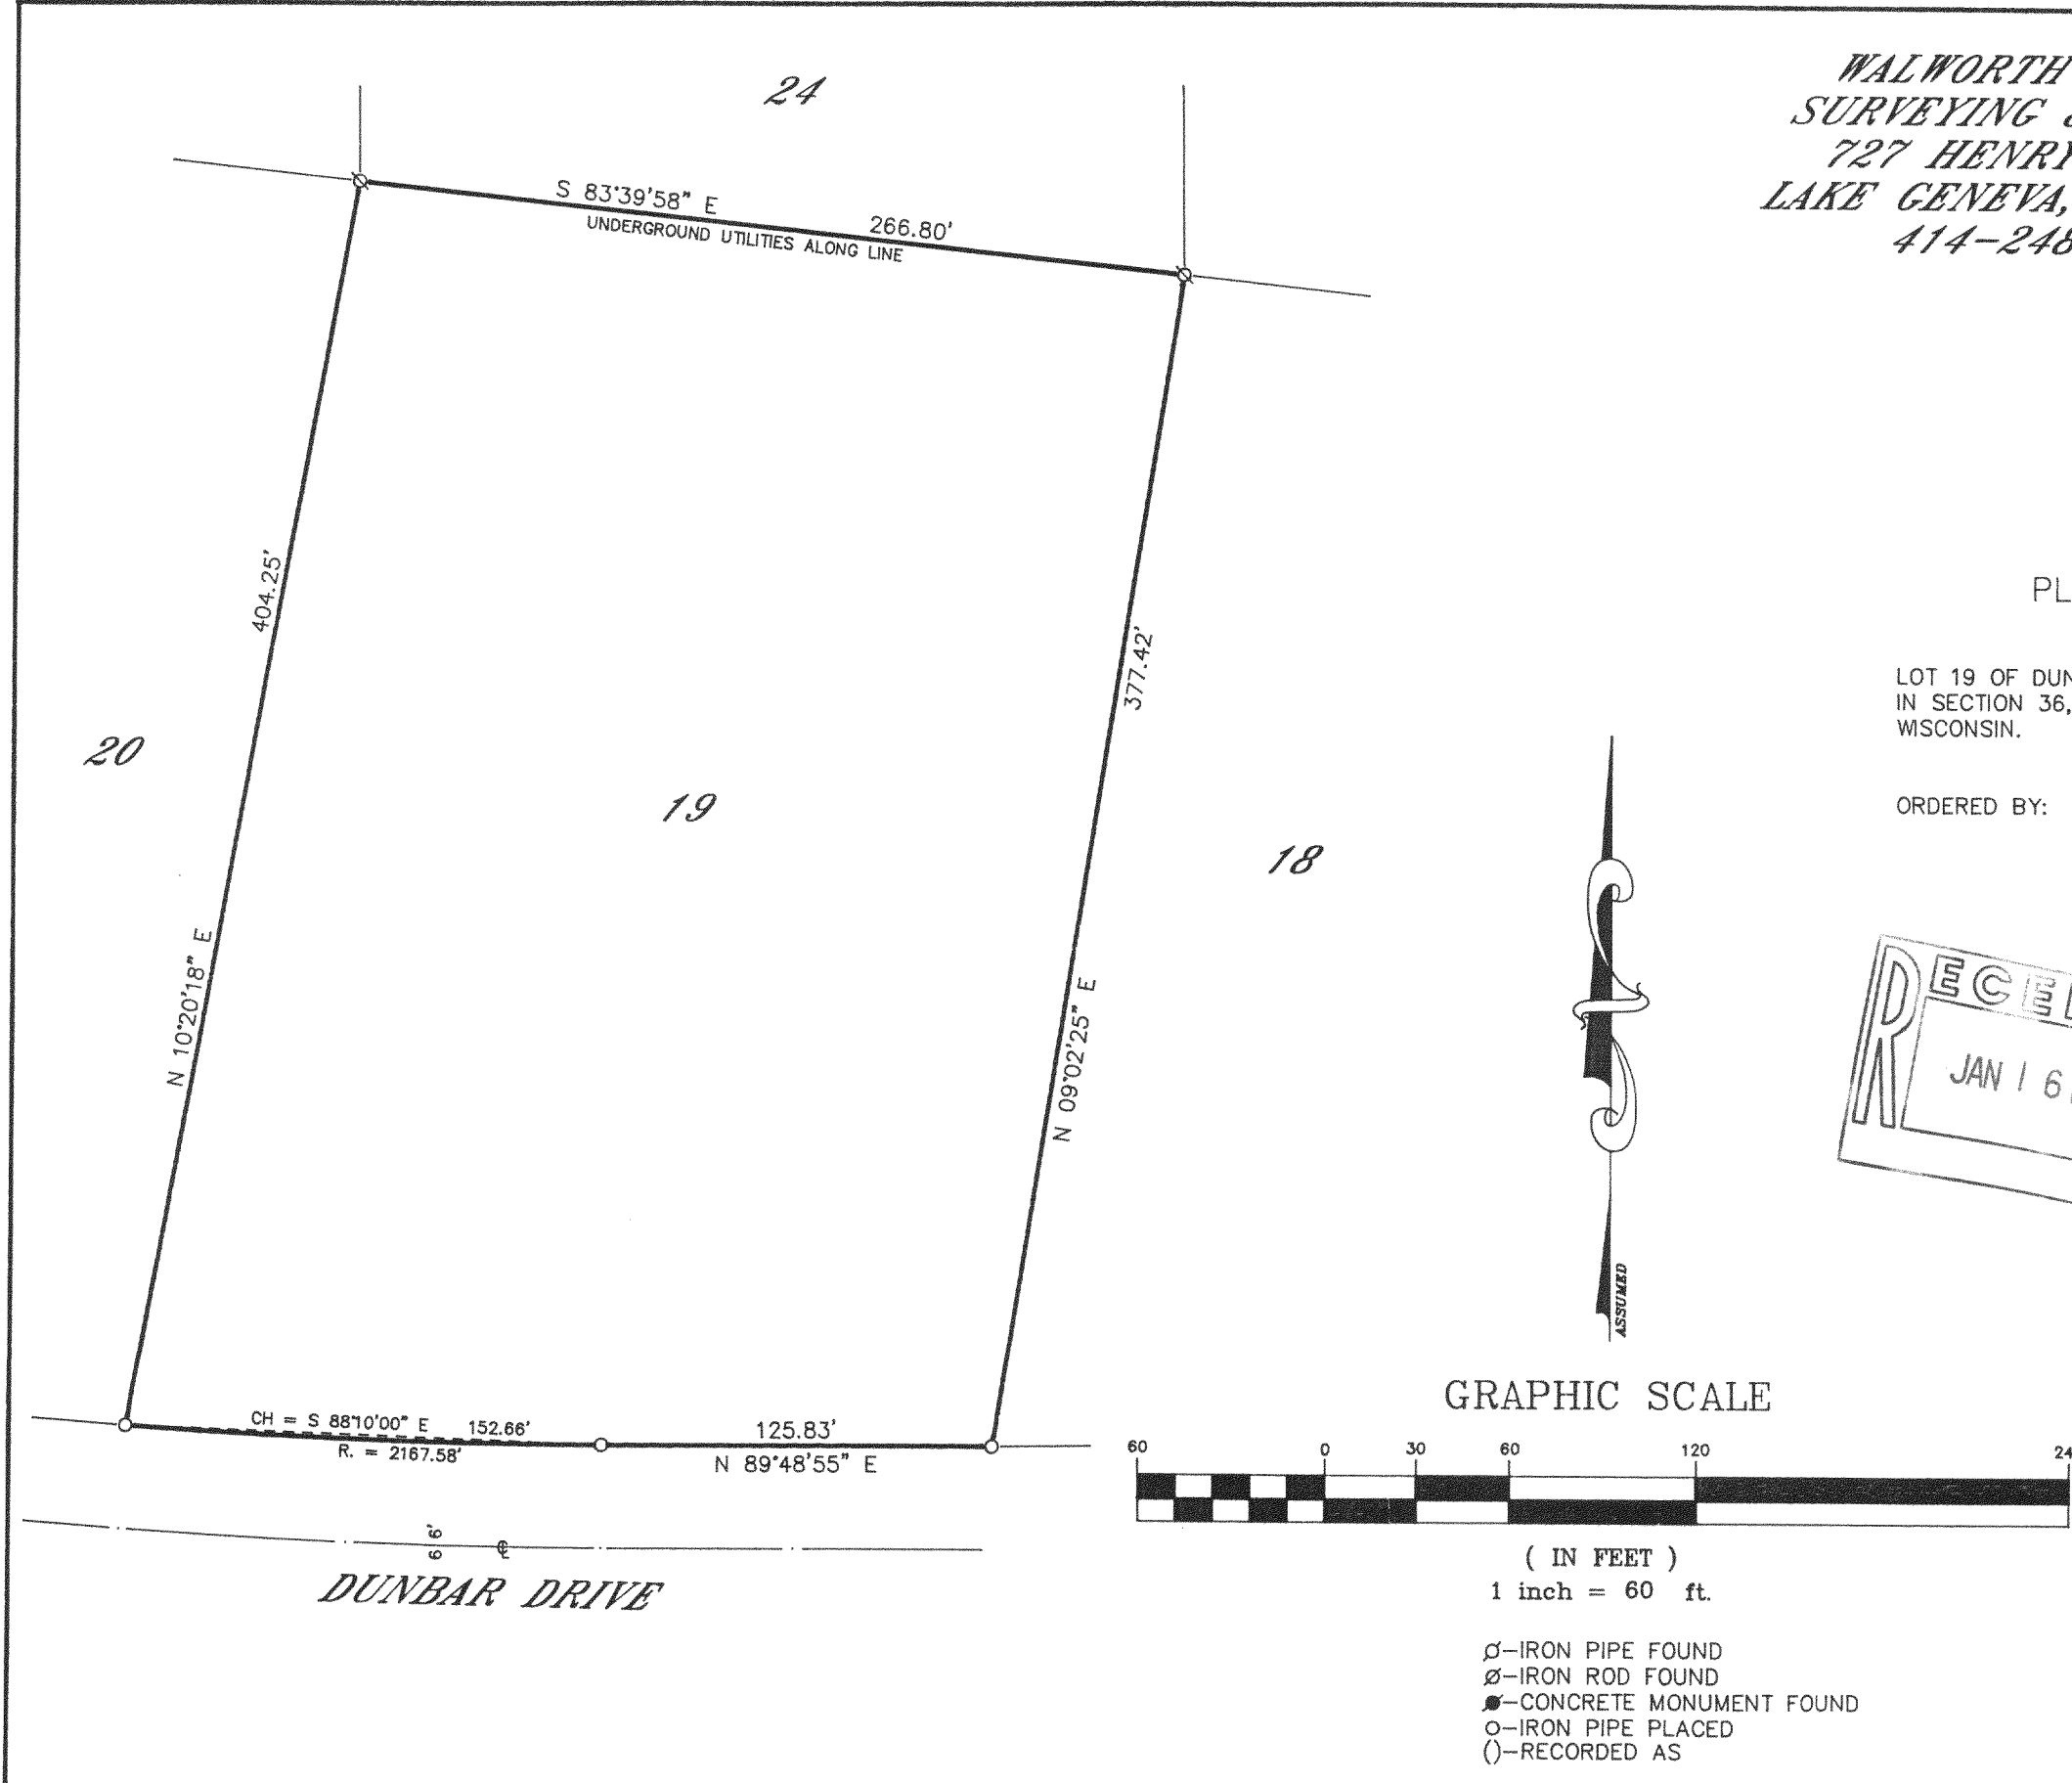 24
WALWORTH
SURVEYING
727 HENRY
LAKE GENEVA,
414-248
S 83°39'58" E 266.80'
UNDERGROUND UTILITIES ALONG LINE
404.25'
N 10°20'18" E
377.42'
N 09°02'25" E
20
19
18
PL
LOT 19 OF DUN
IN SECTION 36,
WISCONSIN.
ORDERED BY:
RECEI
JAN 16
ASSUMED
CH = S 88°10'00" E 152.66'
R. = 2167.58'
125.83'
N 89°48'55" E
66'
DUNBAR DRIVE
GRAPHIC SCALE
60 0 30 60 120 24
( IN FEET )
1 inch = 60 ft.
-IRON PIPE FOUND
-IRON ROD FOUND
-CONCRETE MONUMENT FOUND
-IRON PIPE PLACED
()-RECORDED AS